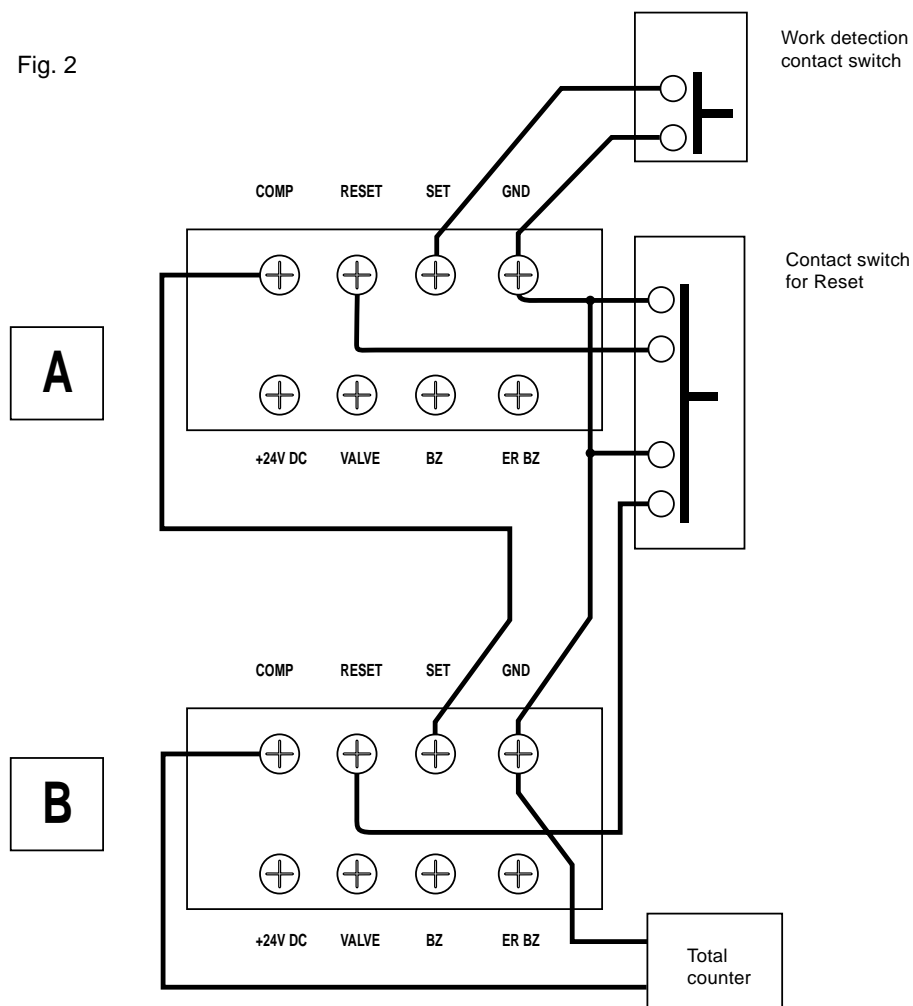 Fig. 2
Work detection
contact switch
COMP RESET SET GND
Contact switch
for Reset
A
+24V DC VALVE BZ ER BZ
COMP RESET SET GND
B
+24V DC VALVE BZ ER BZ
Total
counter